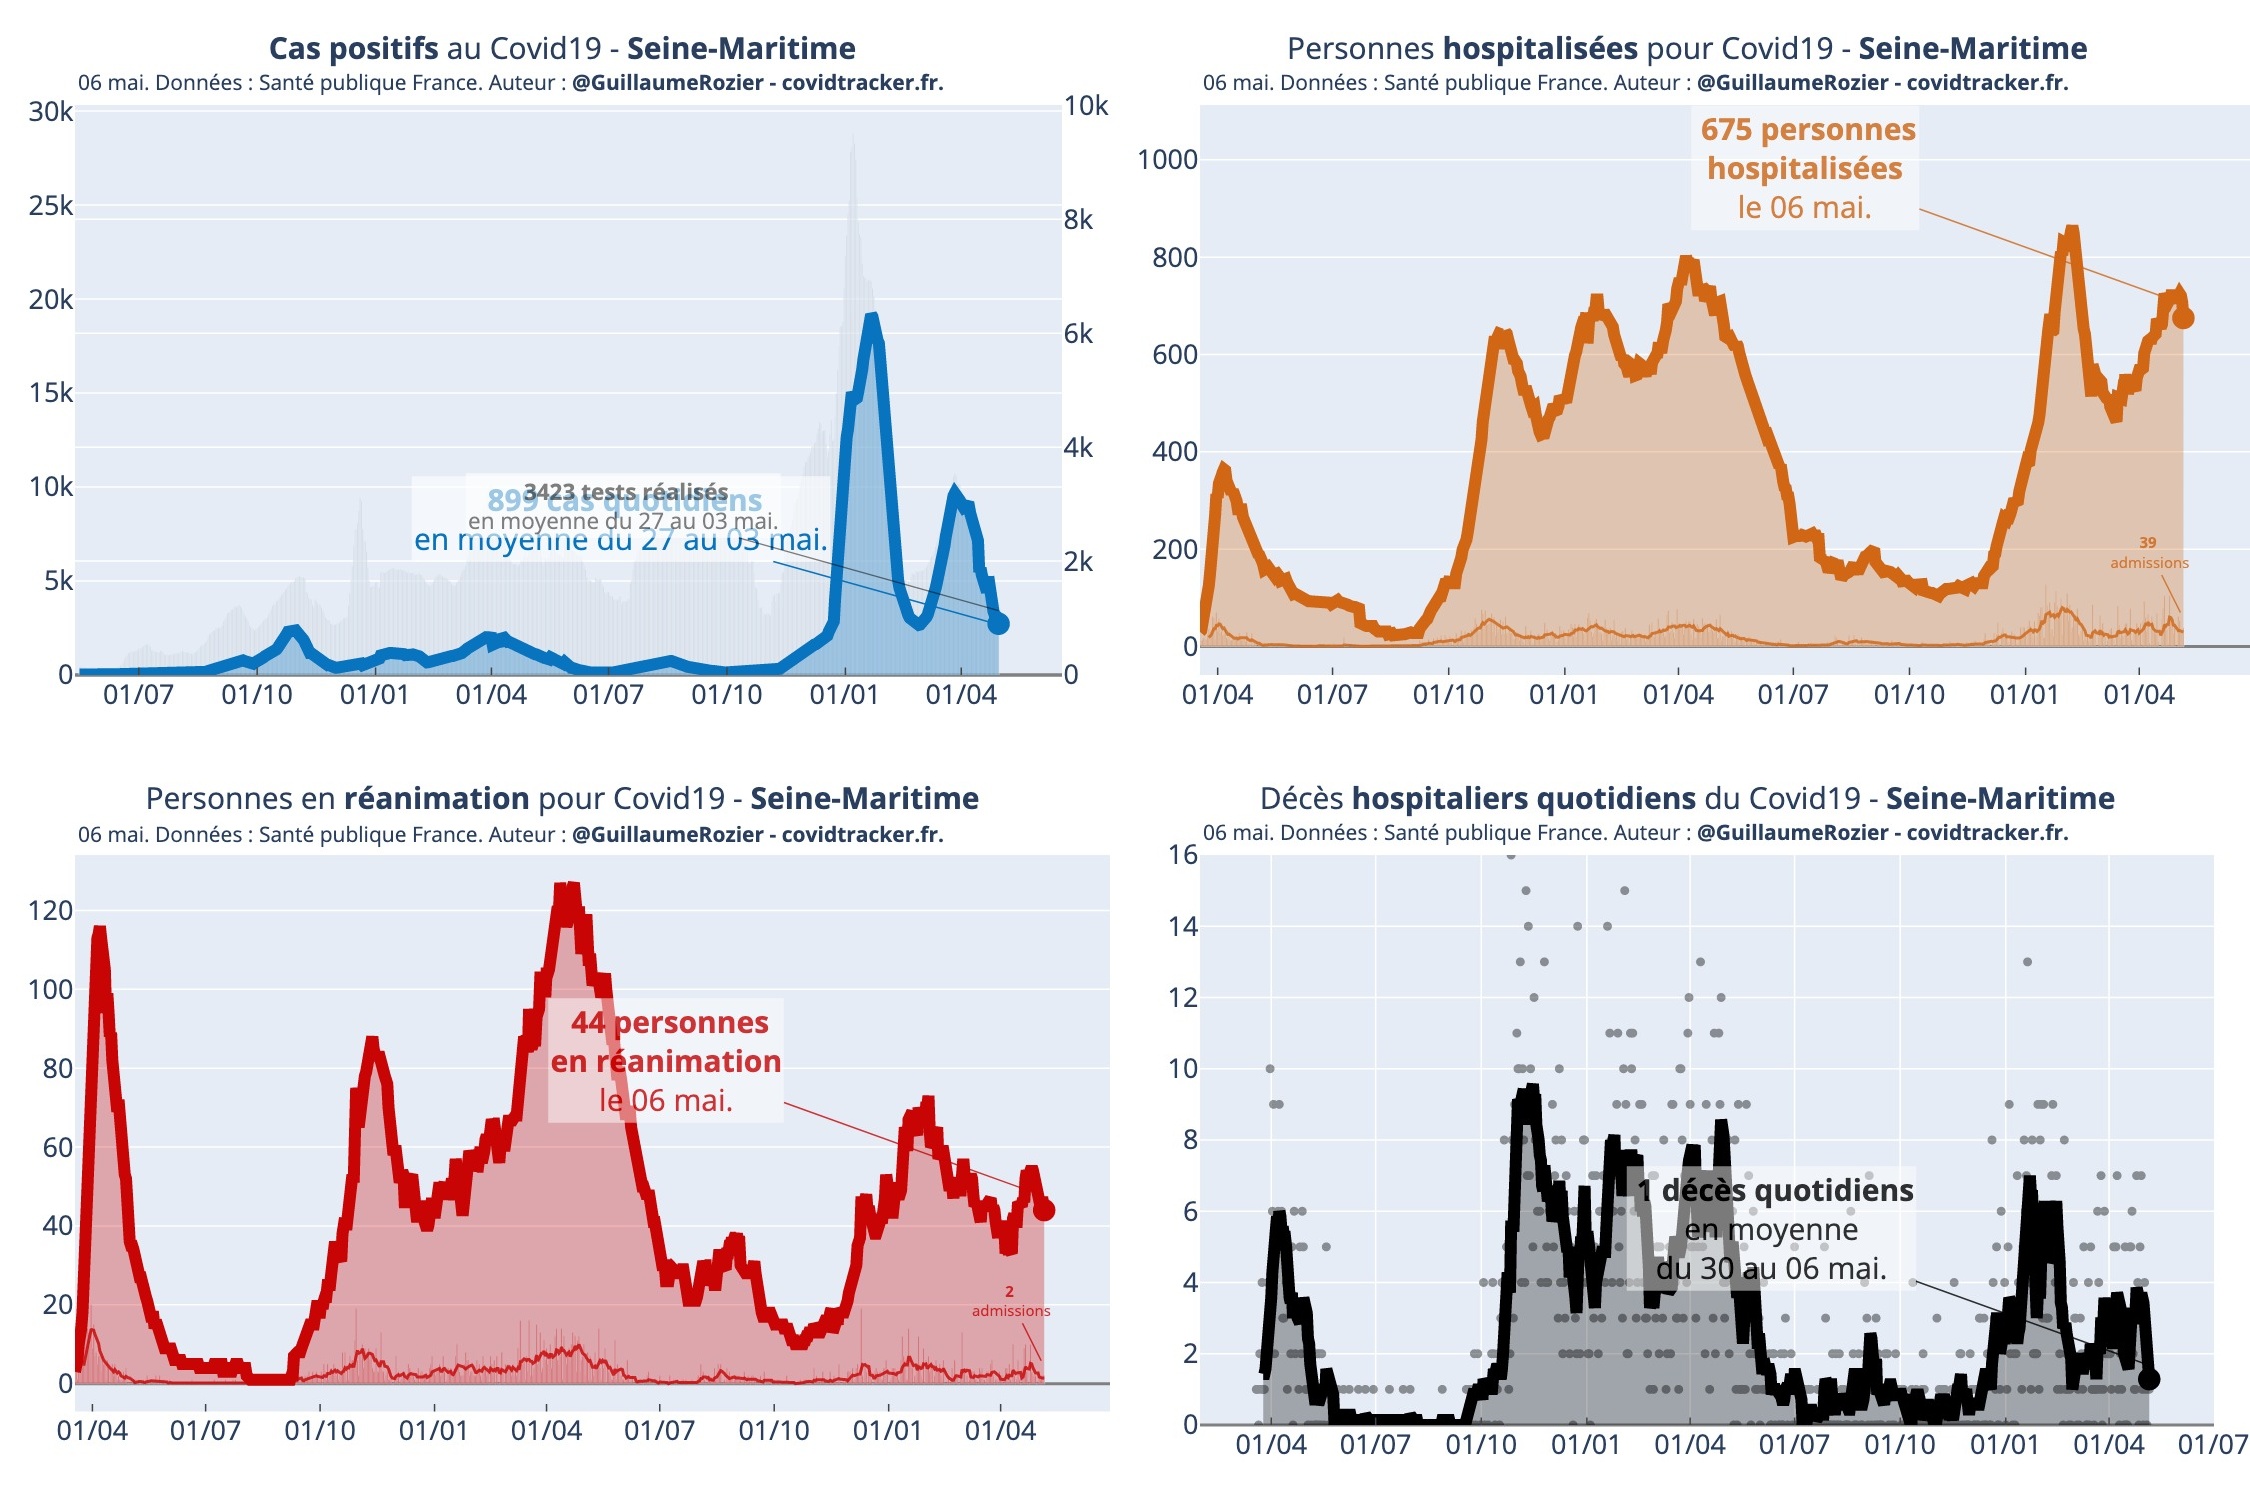 Cas positifs au Covid19 - Seine-Maritime
06 mai. Données : Santé publique France. Auteur : @GuillaumeRozier - covidtracker.fr.
30k
25k
20k
15k
10k
5k
0
10k
8k
6k
4k
2k
0
3423 tests réalisés
899 cas quotidiens
en moyenne du 27 au 03 mai.
en moyenne du 27 au 03 mai.
01/07 01/10 01/01 01/04 01/07 01/10 01/01 01/04
Personnes hospitalisées pour Covid19 - Seine-Maritime
06 mai. Données : Santé publique France. Auteur : @GuillaumeRozier - covidtracker.fr.
675 personnes
hospitalisées
le 06 mai.
1000
800
600
400
200
0
39
admissions
01/04 01/07 01/10 01/01 01/04 01/07 01/10 01/01 01/04
Personnes en réanimation pour Covid19 - Seine-Maritime
06 mai. Données : Santé publique France. Auteur : @GuillaumeRozier - covidtracker.fr.
120
100
80
60
40
20
0
44 personnes
en réanimation
le 06 mai.
2
admissions
01/04 01/07 01/10 01/01 01/04 01/07 01/10 01/01 01/04
Décès hospitaliers quotidiens du Covid19 - Seine-Maritime
06 mai. Données : Santé publique France. Auteur : @GuillaumeRozier - covidtracker.fr.
16
14
12
10
8
6
4
2
0
1 décès quotidiens
en moyenne
du 30 au 06 mai.
01/04 01/07 01/10 01/01 01/04 01/07 01/10 01/01 01/04 01/07